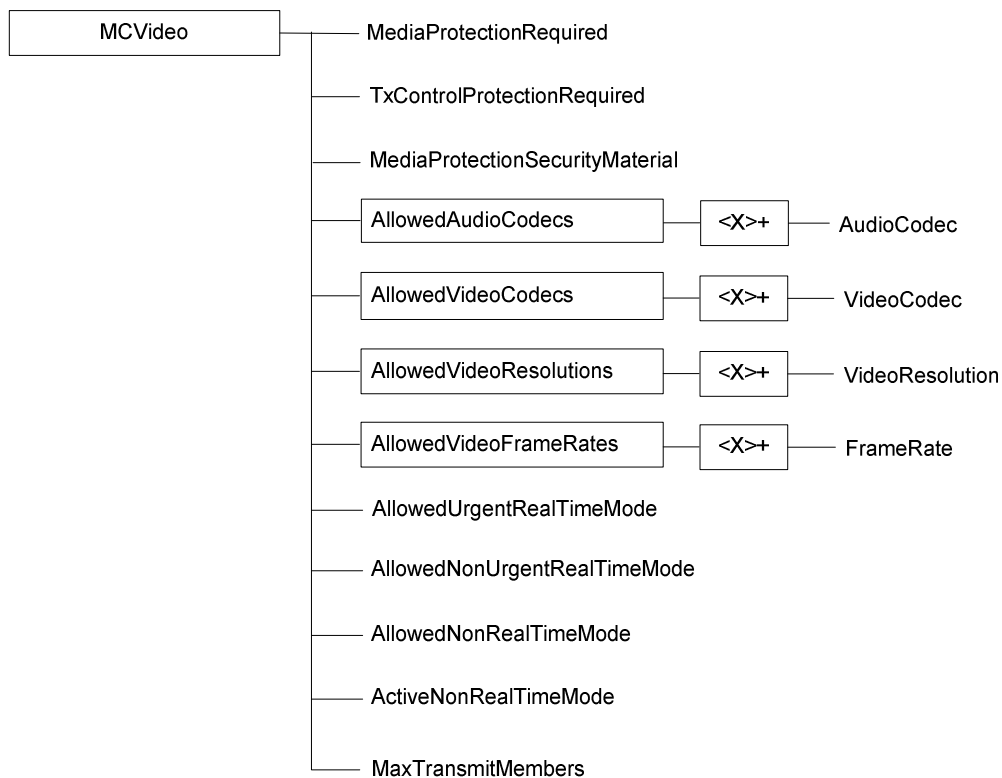 MCVideo
MediaProtectionRequired
TxControlProtectionRequired
MediaProtectionSecurityMaterial
AllowedAudioCodecs <X>+ AudioCodec
AllowedVideoCodecs <X>+ VideoCodec
AllowedVideoResolutions <X>+ VideoResolution
AllowedVideoFrameRates <X>+ FrameRate
AllowedUrgentRealTimeMode
AllowedNonUrgentRealTimeMode
AllowedNonRealTimeMode
ActiveNonRealTimeMode
MaxTransmitMembers